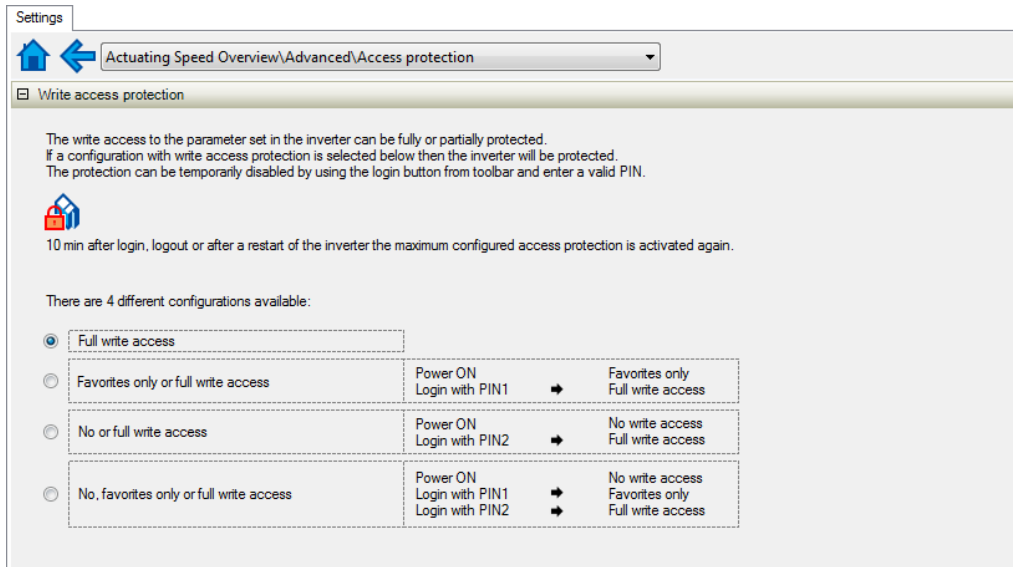 Settings
Actuating Speed Overview\Advanced\Access protection
Write access protection
The write access to the parameter set in the inverter can be fully or partially protected.
If a configuration with write access protection is selected below then the inverter will be protected.
The protection can be temporarily disabled by using the login button from toolbar and enter a valid PIN.
10 min after login, logout or after a restart of the inverter the maximum configured access protection is activated again.
There are 4 different configurations available:
Full write access
Favorites only or full write access
Power ON Favorites only
Login with PIN1 Full write access
No or full write access
Power ON No write access
Login with PIN2 Full write access
No, favorites only or full write access
Power ON No write access
Login with PIN1 Favorites only
Login with PIN2 Full write access